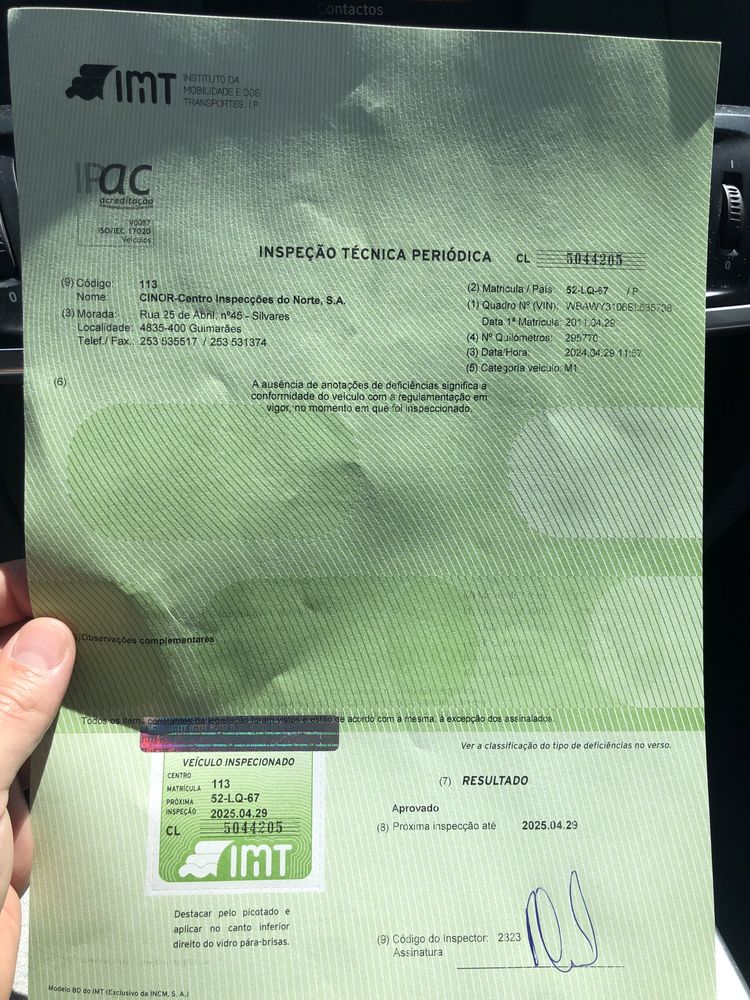 Contactos
IMT INSTITUTO DA
MOBILIDADE E DOS
TRANSPORTES, I.P.
IPac
acreditação
V0087
ISO/IEC 17020
Veículos
INSPEÇÃO TÉCNICA PERIÓDICA CL 5044205
(9) Código: 113
Nome: CINOR-Centro Inspecções do Norte, S.A.
(3) Morada: Rua 25 de Abril, nº45 - Silvares
Localidade: 4835-400 Guimarães
Telef./ Fax.: 253 535517 / 253 531374
(2) Matricula / País: 52-LQ-67 / P
(1) Quadro Nº (VIN):
Data 1ª Matricula: 2011.04.29
(4) Nº Quilómetros: 295770
(3) Data/Hora: 2024.04.29 11:57
(5) Categoria veículo: M1
(6)
A ausência de anotações de deficiências significa a
conformidade do veículo com a regulamentação em
vigor, no momento em que foi inspeccionado.
Observações complementares
Todos os items constantes da legislação foram vistos e estão de acordo com a mesma, à excepção dos assinalados.
Ver a classificação do tipo de deficiências no verso.
VEÍCULO INSPECIONADO
CENTRO 113
MATRÍCULA 52-LQ-67
PRÓXIMA
INSPEÇÃO 2025.04.29
CL 5044205
IMT
(7) RESULTADO
Aprovado
(8) Próxima inspecção até 2025.04.29
Destacar pelo picotado e
aplicar no canto inferior
direito do vidro pára-brisas.
(9) Código do Inspector: 2323
Assinatura
Modelo 80 do IMT (Exclusivo da INCM, S. A.)